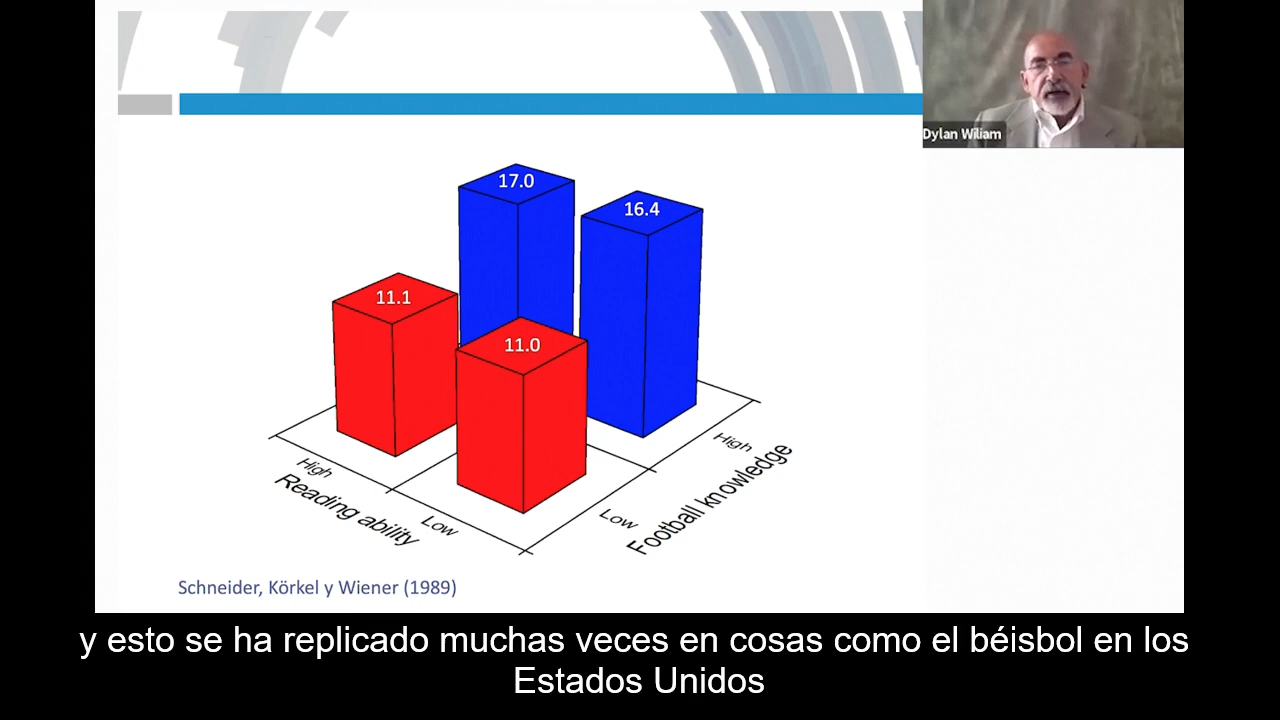 Dylan Wiliam
17.0
16.4
11.1
11.0
High
Reading ability
Low
High
Football knowledge
Low
Schneider, Körkel y Wiener (1989)
y esto se ha replicado muchas veces en cosas como el béisbol en los
Estados Unidos